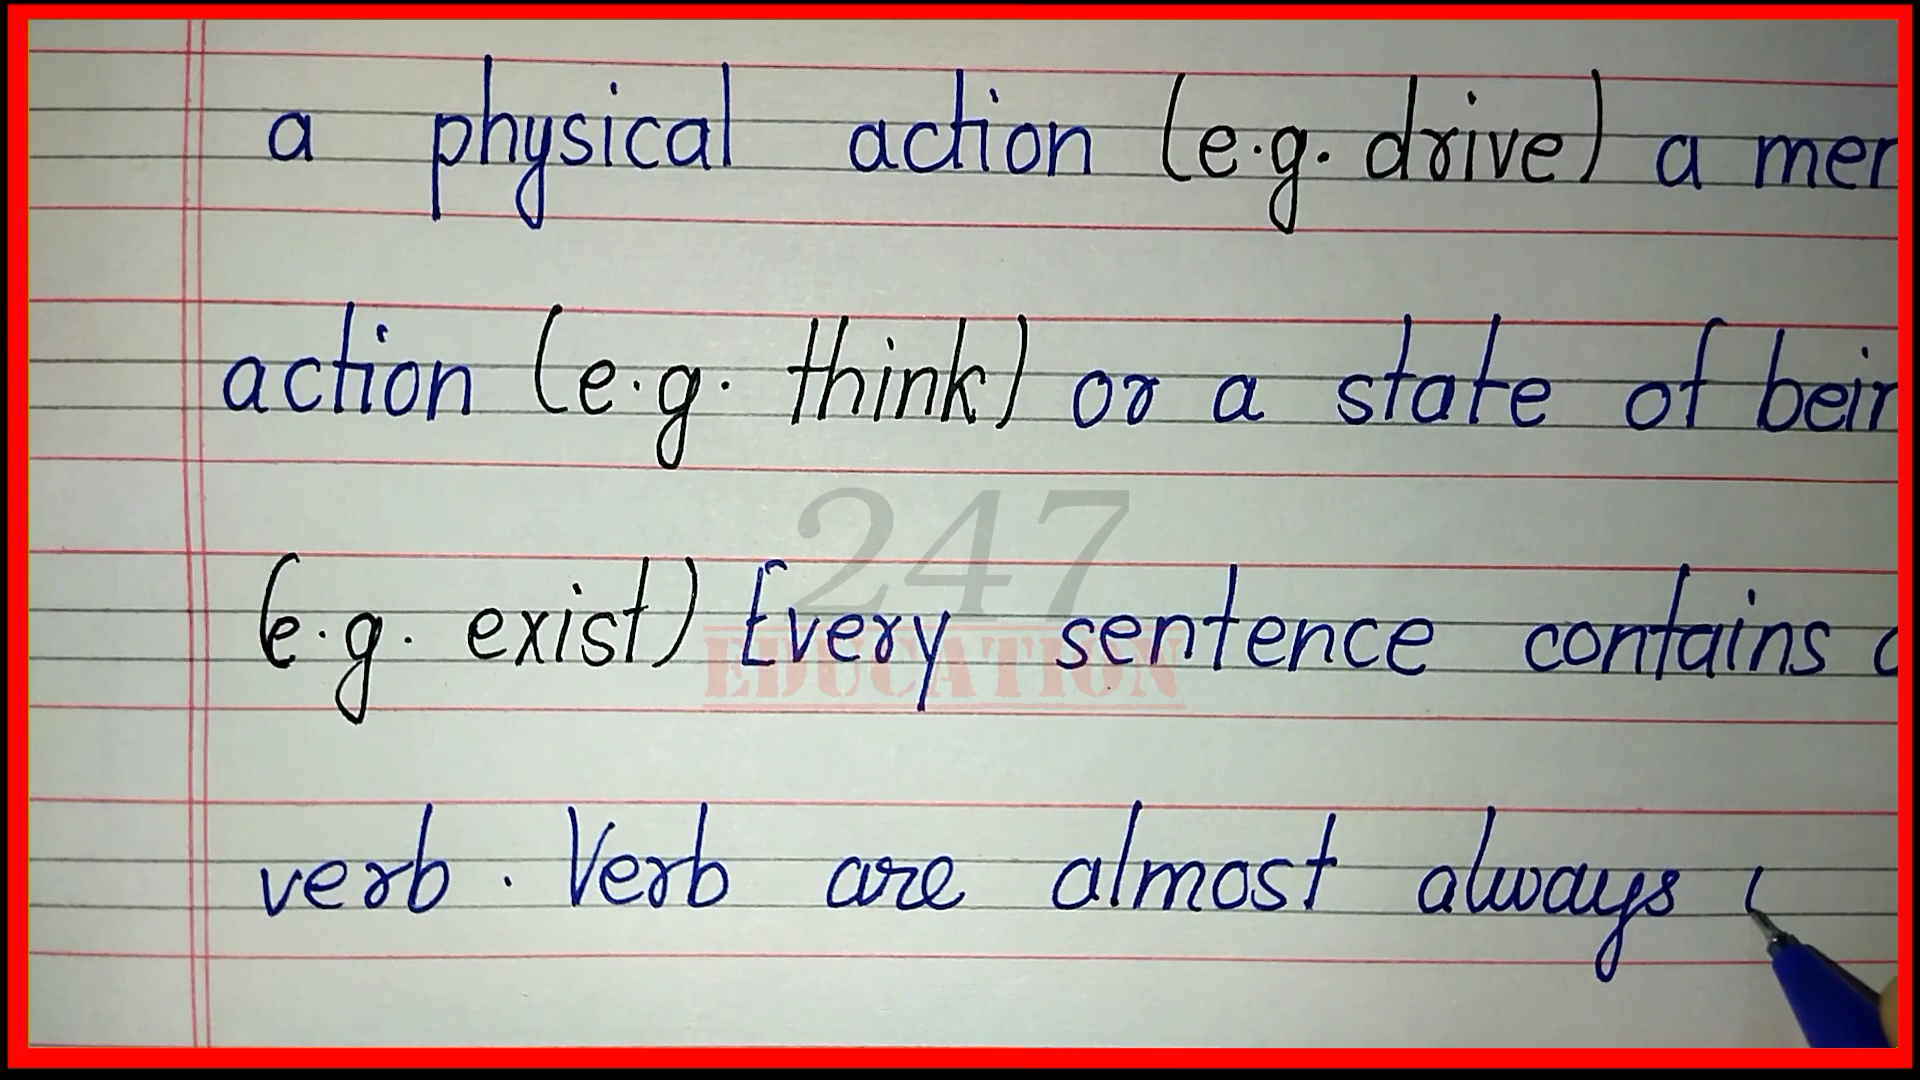 a physical action (e.g. drive) a men
action (e.g. think) or a state of bein
(e.g. exist) Every sentence contains
verb. Verb are almost always
247
EDUCATION